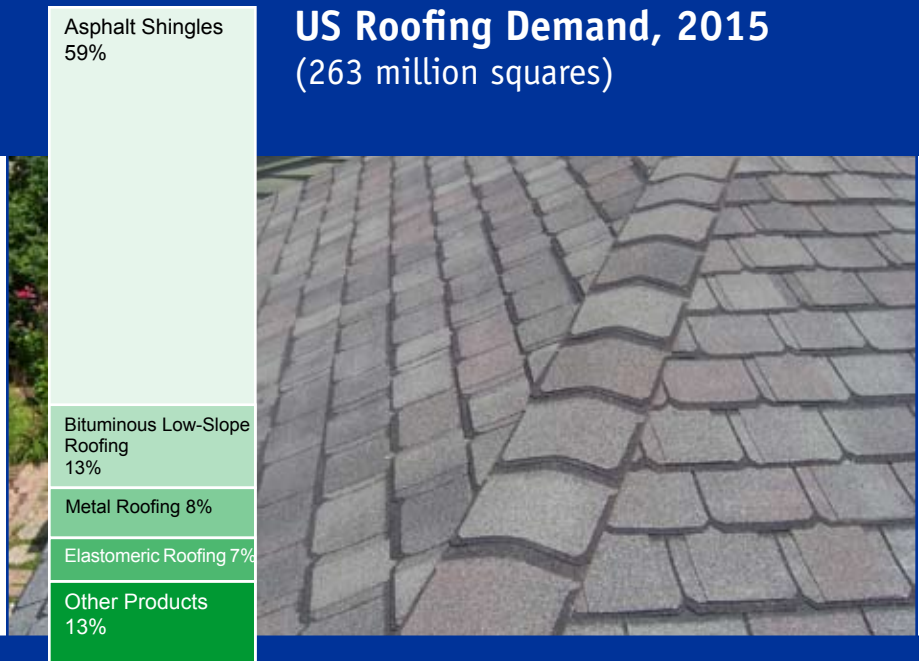 US Roofing Demand, 2015
(263 million squares)
Asphalt Shingles
59%
Bituminous Low-Slope
Roofing
13%
Metal Roofing 8%
Elastomeric Roofing 7%
Other Products
13%